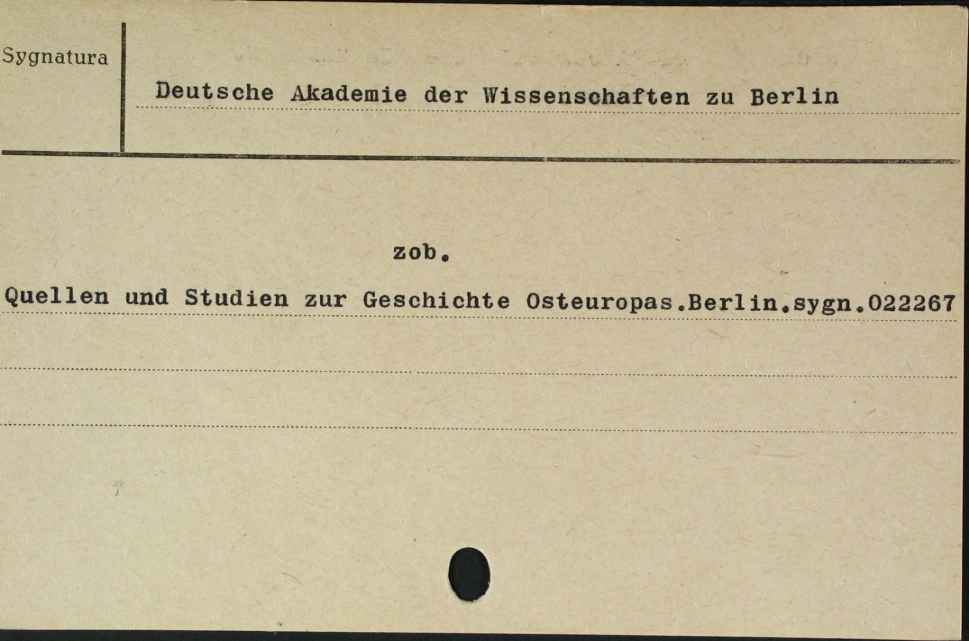 Sygnatura
Deutsche Akademie der Wissenschaften zu Berlin
zob.
Quellen und Studien zur Geschichte Osteuropas.Berlin.sygn.022267